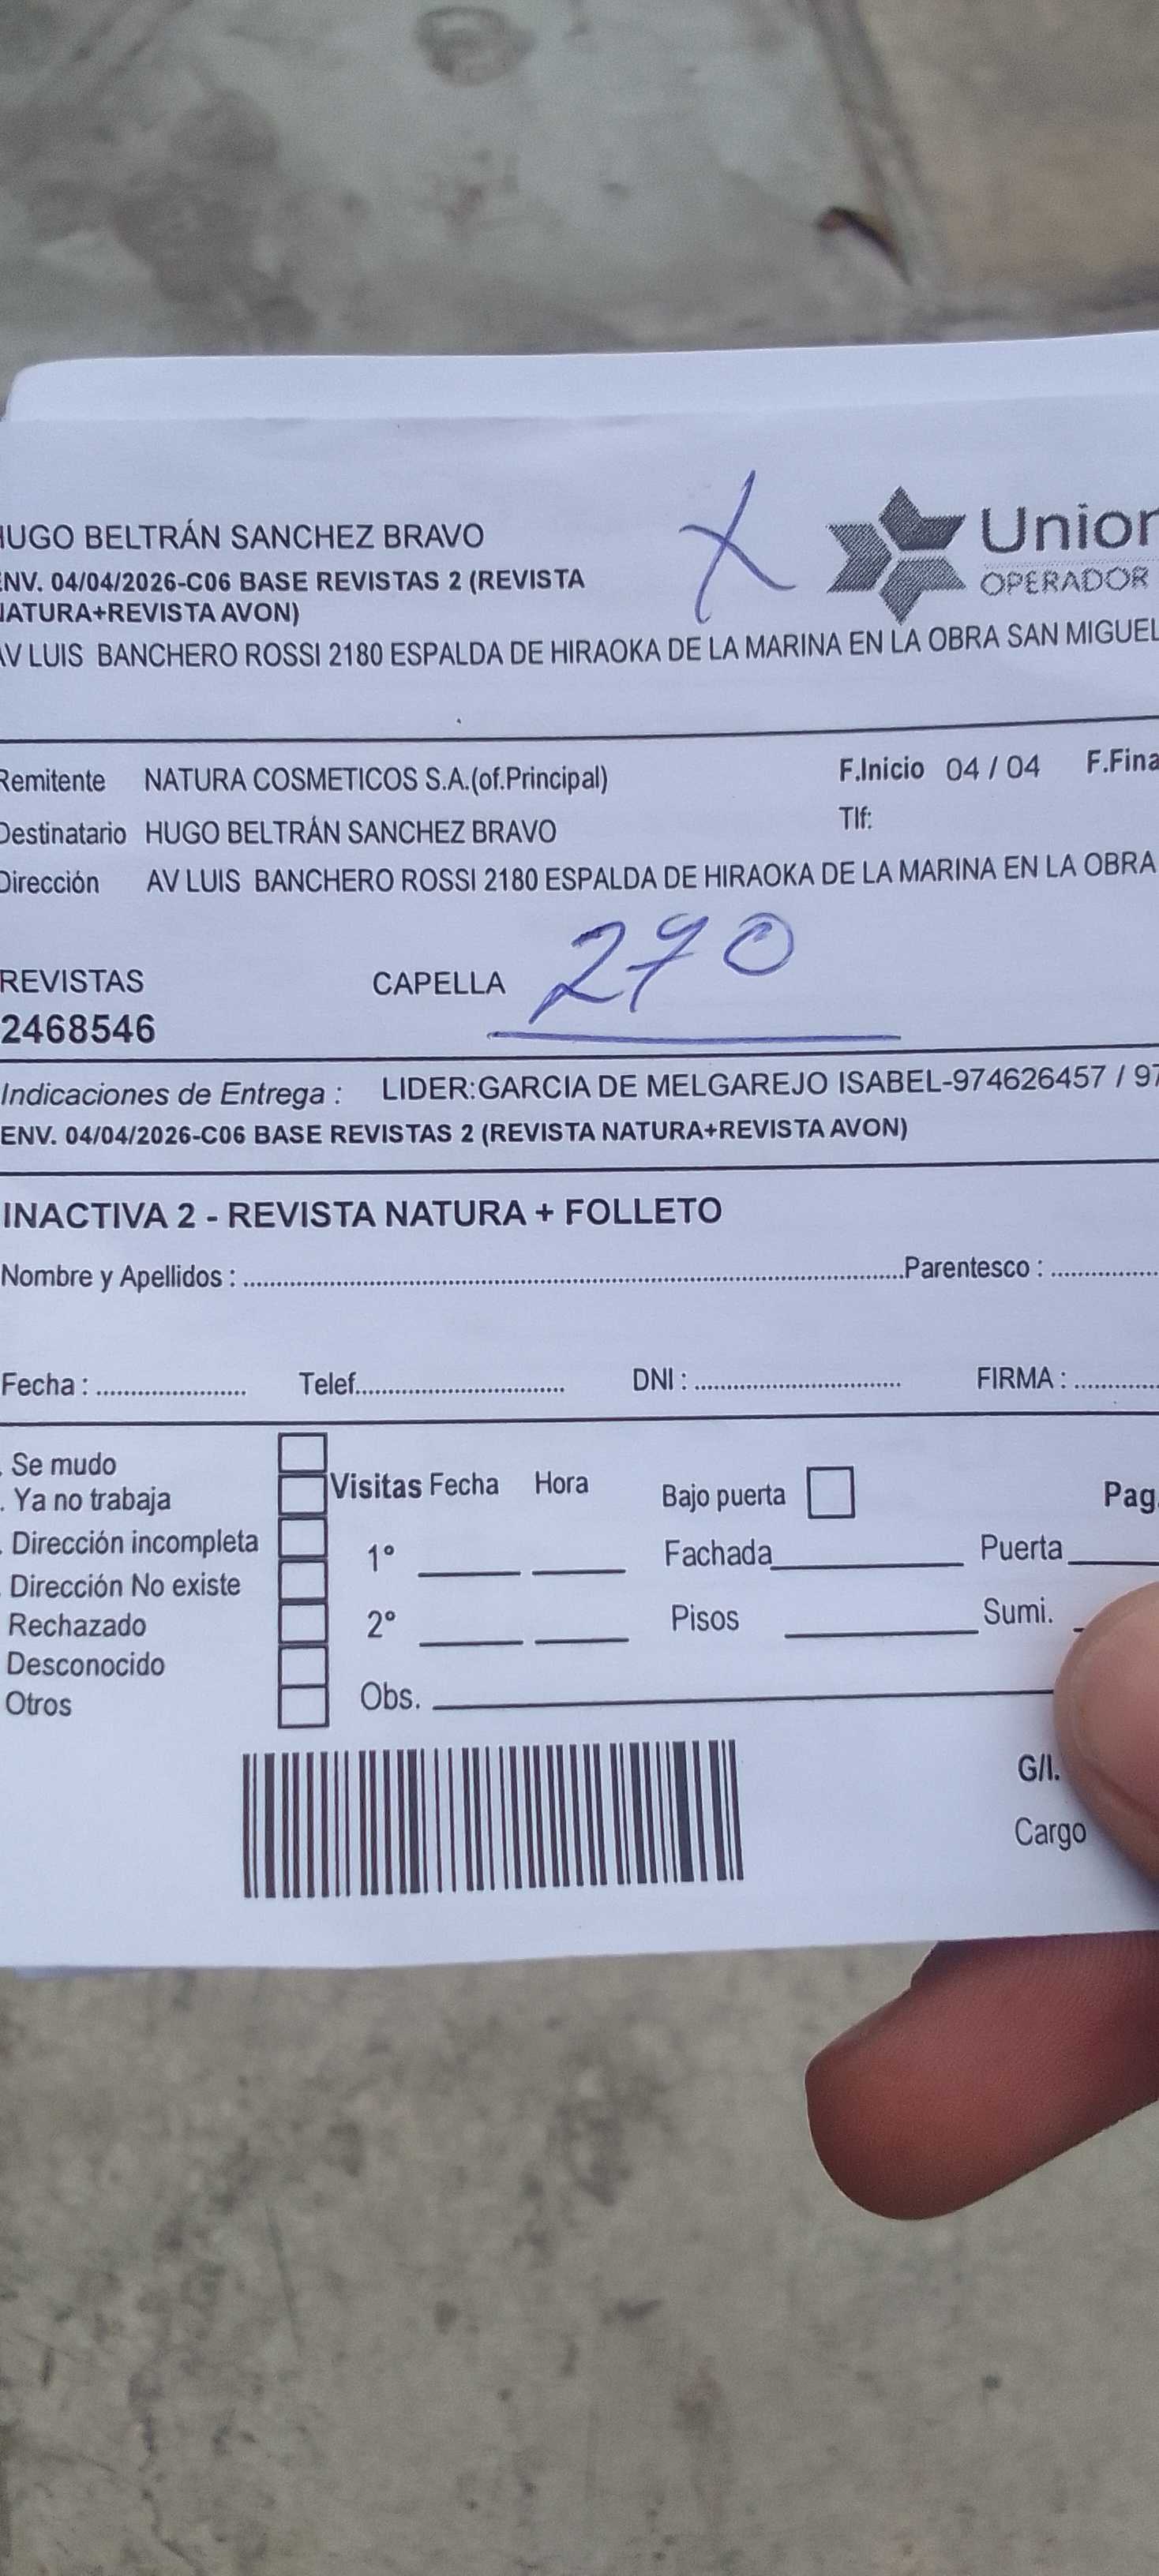 HUGO BELTRÁN SANCHEZ BRAVO
ENV. 04/04/2026-C06 BASE REVISTAS 2 (REVISTA
NATURA+REVISTA AVON)
AV LUIS BANCHERO ROSSI 2180 ESPALDA DE HIRAOKA DE LA MARINA EN LA OBRA SAN MIGUEL
X
Union
OPERADOR
Remitente NATURA COSMETICOS S.A.(of.Principal) F.Inicio 04 / 04 F.Fina
Destinatario HUGO BELTRÁN SANCHEZ BRAVO Tlf:
Dirección AV LUIS BANCHERO ROSSI 2180 ESPALDA DE HIRAOKA DE LA MARINA EN LA OBRA
REVISTAS CAPELLA 270
2468546
Indicaciones de Entrega : LIDER:GARCIA DE MELGAREJO ISABEL-974626457 / 97
ENV. 04/04/2026-C06 BASE REVISTAS 2 (REVISTA NATURA+REVISTA AVON)
INACTIVA 2 - REVISTA NATURA + FOLLETO
Nombre y Apellidos : Parentesco :
Fecha : Telef. DNI : FIRMA :
Se mudo
Ya no trabaja Visitas Fecha Hora Bajo puerta Pag.
Dirección incompleta 1° Fachada Puerta
Dirección No existe
Rechazado 2° Pisos Sumi.
Desconocido
Otros Obs.
G/I.
Cargo